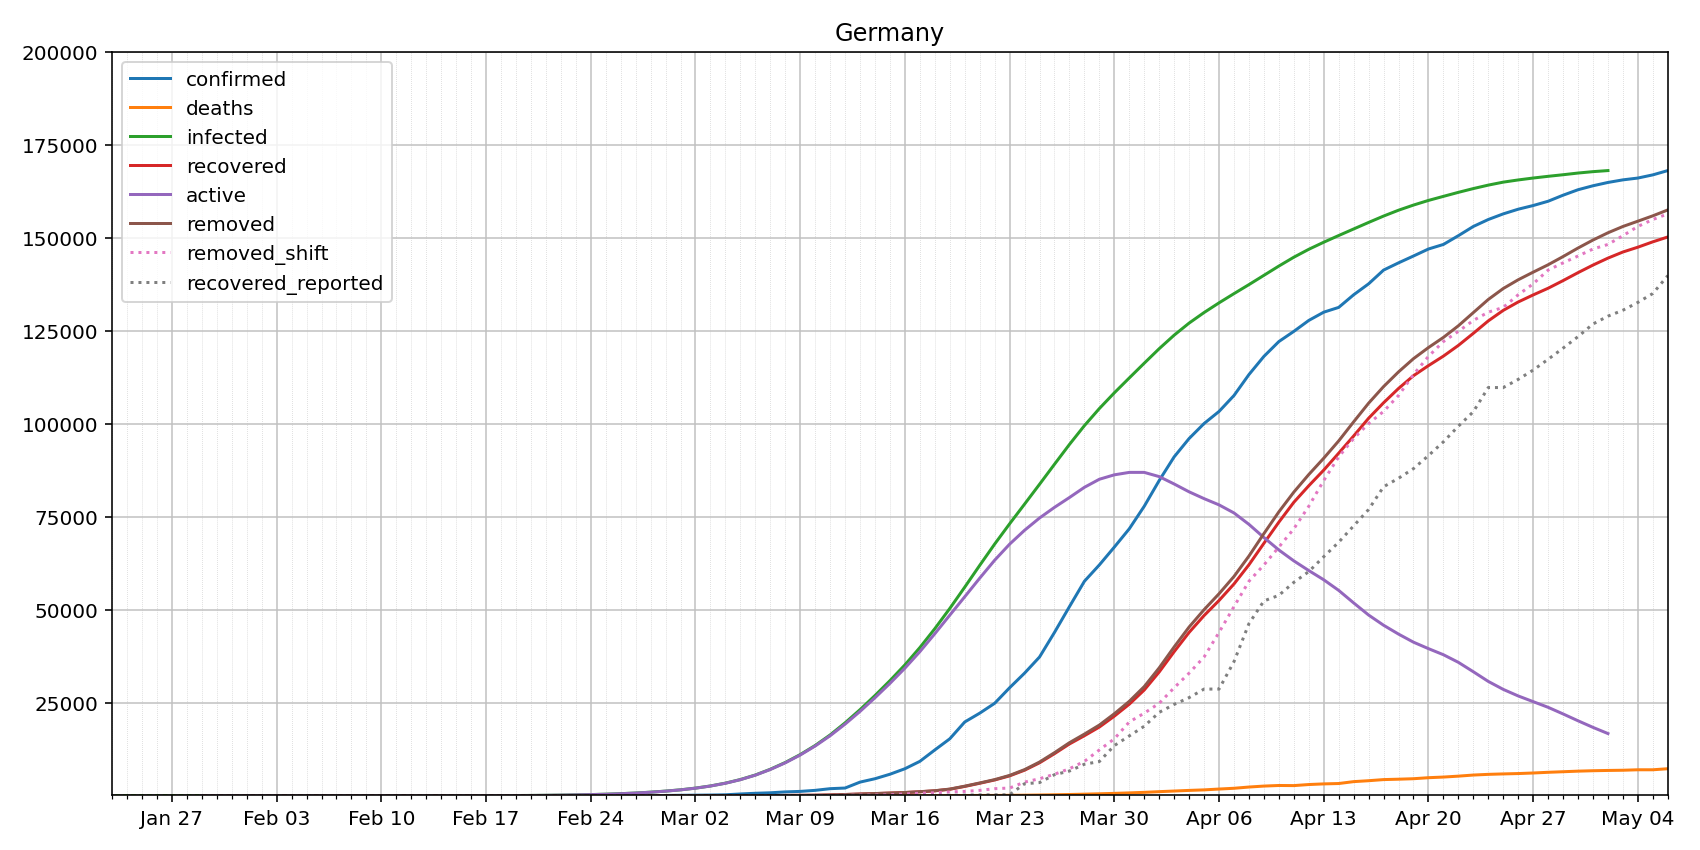 Germany
200000
175000
150000
125000
100000
75000
50000
25000
confirmed
deaths
infected
recovered
active
removed
removed_shift
recovered_reported
Jan 27 Feb 03 Feb 10 Feb 17 Feb 24 Mar 02 Mar 09 Mar 16 Mar 23 Mar 30 Apr 06 Apr 13 Apr 20 Apr 27 May 04